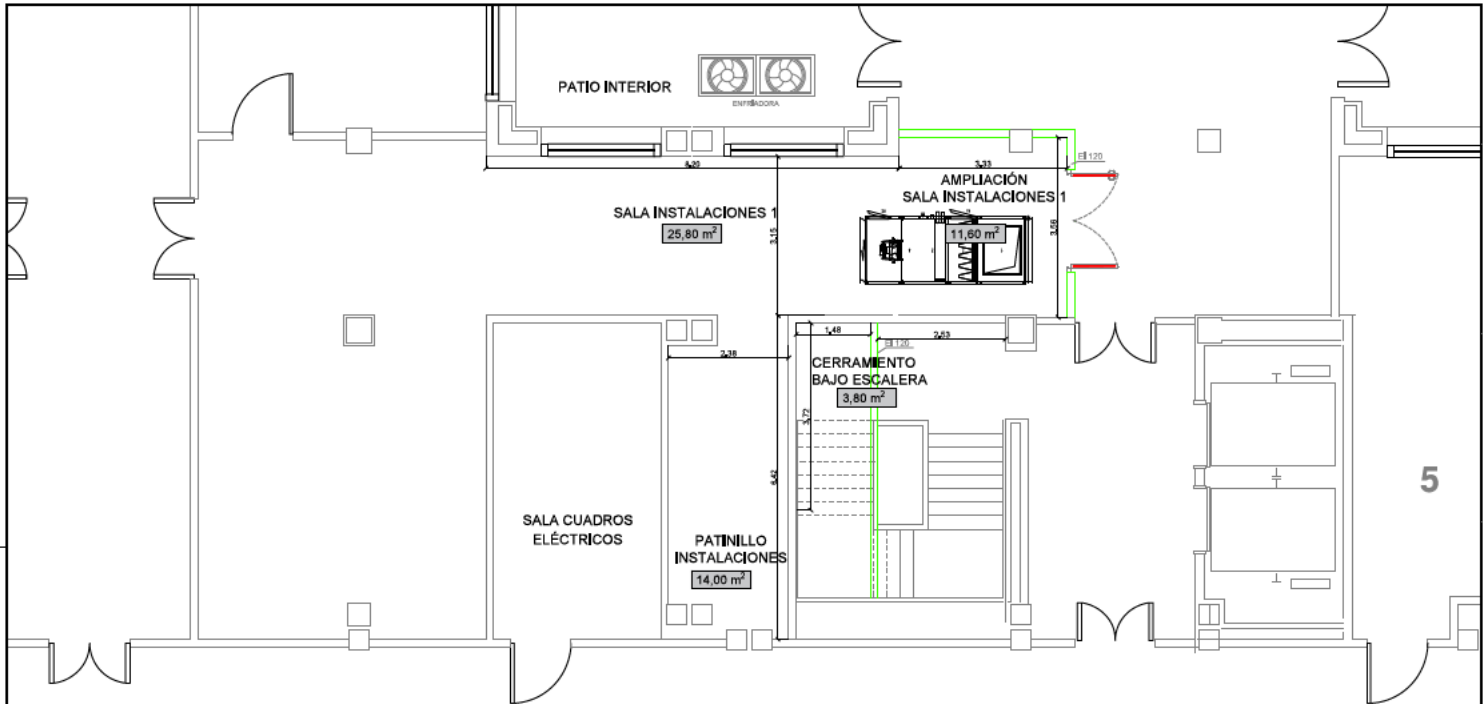 PATIO INTERIOR
ENFRIADORA
8,20
3,33
EI 120
AMPLIACIÓN
SALA INSTALACIONES 1
11,60 m²
SALA INSTALACIONES 1
25,80 m²
3,15
3,56
1,48
2,53
EI 120
2,38
CERRAMIENTO
BAJO ESCALERA
3,80 m²
3,72
6,42
SALA CUADROS
ELÉCTRICOS
PATINILLO
INSTALACIONES
14,00 m²
5